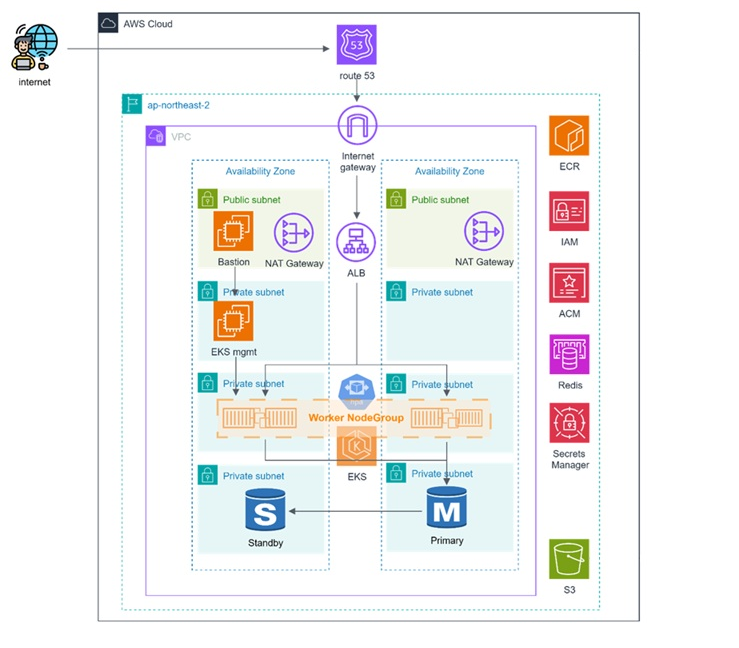 AWS Cloud
53
internet
route 53
ap-northeast-2
VPC
Internet
gateway
ECR
Availability Zone
Availability Zone
Public subnet
Public subnet
IAM
Bastion
NAT Gateway
ALB
NAT Gateway
Private subnet
Private subnet
ACM
EKS mgmt
Private subnet
Private subnet
Redis
Worker NodeGroup
Secrets
Manager
EKS
Private subnet
Private subnet
S
M
Standby
Primary
S3